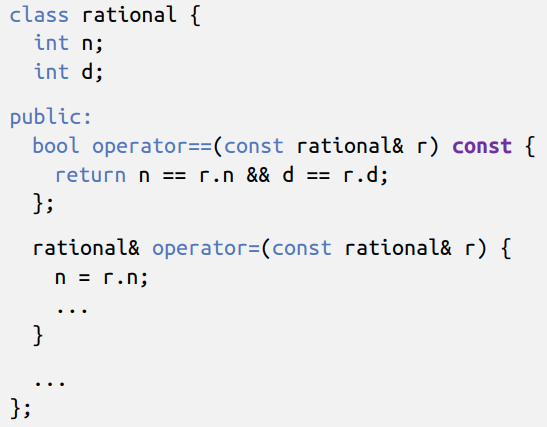 class rational {
  int n;
  int d;
public:
  bool operator==(const rational& r) const {
    return n == r.n && d == r.d;
  };
  rational& operator=(const rational& r) {
    n = r.n;
    ...
  }
  ...
};